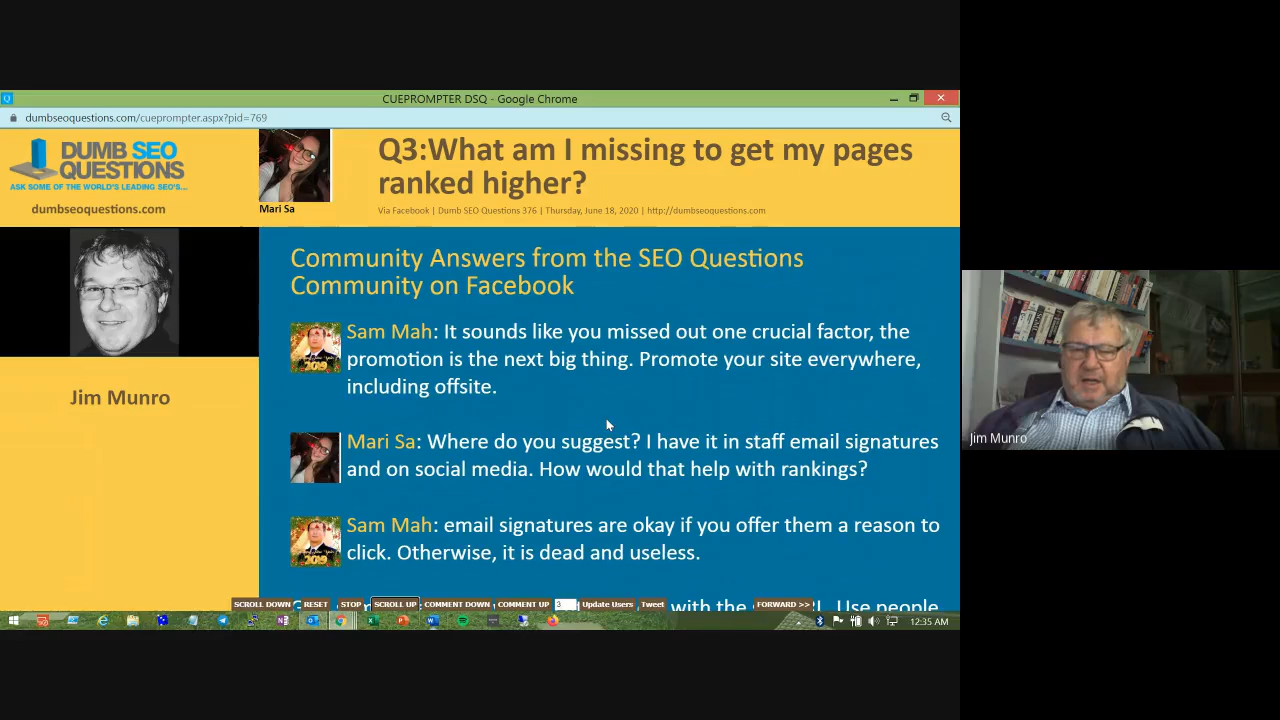 CUEPROMPTER DSQ - Google Chrome
dumbseoquestions.com/cueprompter.aspx?pid=769
DUMB SEO
QUESTIONS
ASK SOME OF THE WORLD'S LEADING SEO'S...
dumbseoquestions.com
Mari Sa
Q3:What am I missing to get my pages
ranked higher?
Via Facebook | Dumb SEO Questions 376 | Thursday, June 18, 2020 | http://dumbseoquestions.com
Jim Munro
Community Answers from the SEO Questions
Community on Facebook
Sam Mah: It sounds like you missed out one crucial factor, the
promotion is the next big thing. Promote your site everywhere,
including offsite.
2019
Mari Sa: Where do you suggest? I have it in staff email signatures
and on social media. How would that help with rankings?
Sam Mah: email signatures are okay if you offer them a reason to
click. Otherwise, it is dead and useless.
2019
with the
Use people
SCROLL DOWN RESET STOP SCROLL UP COMMENT DOWN COMMENT UP 3 Update Users Tweet FORWARD >>
12:35 AM
Jim Munro